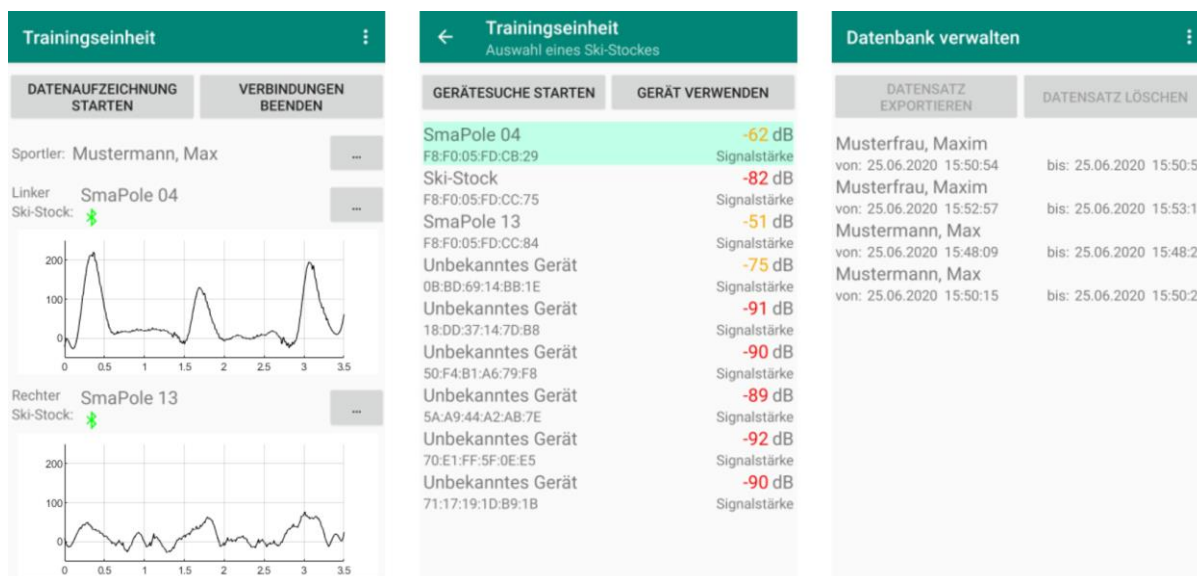 Trainingseinheit
DATENAUFZEICHNUNG STARTEN
VERBINDUNGEN BEENDEN
Sportler: Mustermann, Max
...
Linker Ski-Stock: SmaPole 04
...
200
100
0
0 0.5 1 1.5 2 2.5 3 3.5
Rechter Ski-Stock: SmaPole 13
...
200
100
0
0 0.5 1 1.5 2 2.5 3 3.5
Trainingseinheit
Auswahl eines Ski-Stockes
GERÄTESUCHE STARTEN
GERÄT VERWENDEN
SmaPole 04 -62 dB
F8:F0:05:FD:CB:29 Signalstärke
Ski-Stock -82 dB
F8:F0:05:FD:CC:75 Signalstärke
SmaPole 13 -51 dB
F8:F0:05:FD:CC:84 Signalstärke
Unbekanntes Gerät -75 dB
0B:BD:69:14:BB:1E Signalstärke
Unbekanntes Gerät -91 dB
18:DD:37:14:7D:B8 Signalstärke
Unbekanntes Gerät -90 dB
50:F4:B1:A6:79:F8 Signalstärke
Unbekanntes Gerät -89 dB
5A:A9:44:A2:AB:7E Signalstärke
Unbekanntes Gerät -92 dB
70:E1:FF:5F:0E:E5 Signalstärke
Unbekanntes Gerät -90 dB
71:17:19:1D:B9:1B Signalstärke
Datenbank verwalten
DATENSATZ EXPORTIEREN
DATENSATZ LÖSCHEN
Musterfrau, Maxim
von: 25.06.2020 15:50:54 bis: 25.06.2020
Musterfrau, Maxim
von: 25.06.2020 15:52:57 bis: 25.06.2020
Mustermann, Max
von: 25.06.2020 15:48:09 bis: 25.06.2020
Mustermann, Max
von: 25.06.2020 15:50:15 bis: 25.06.2020